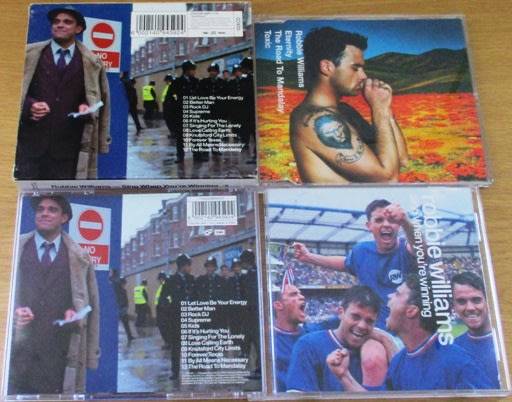 NO
RY
01 Let Love Be Your Energy
02 Better Man
03 Rock DJ
04 Supreme
05 Kids
06 If It's Hurting You
07 Singing For The Lonely
08 Love Calling Earth
09 Knutsford City Limits
10 Forever Texas
11 By All Means Necessary
12 The Road To Mandalay
Robbie Williams
Eternity
The Road To Mandalay
Toxic
Robbie Williams Sing When You're Winning
NO
RY
EMI
01 Let Love Be Your Energy
02 Better Man
03 Rock DJ
04 Supreme
05 Kids
06 If It's Hurting You
07 Singing For The Lonely
08 Love Calling Earth
09 Knutsford City Limits
10 Forever Texas
11 By All Means Necessary
12 The Road To Mandalay
robbie williams
sing when you're winning